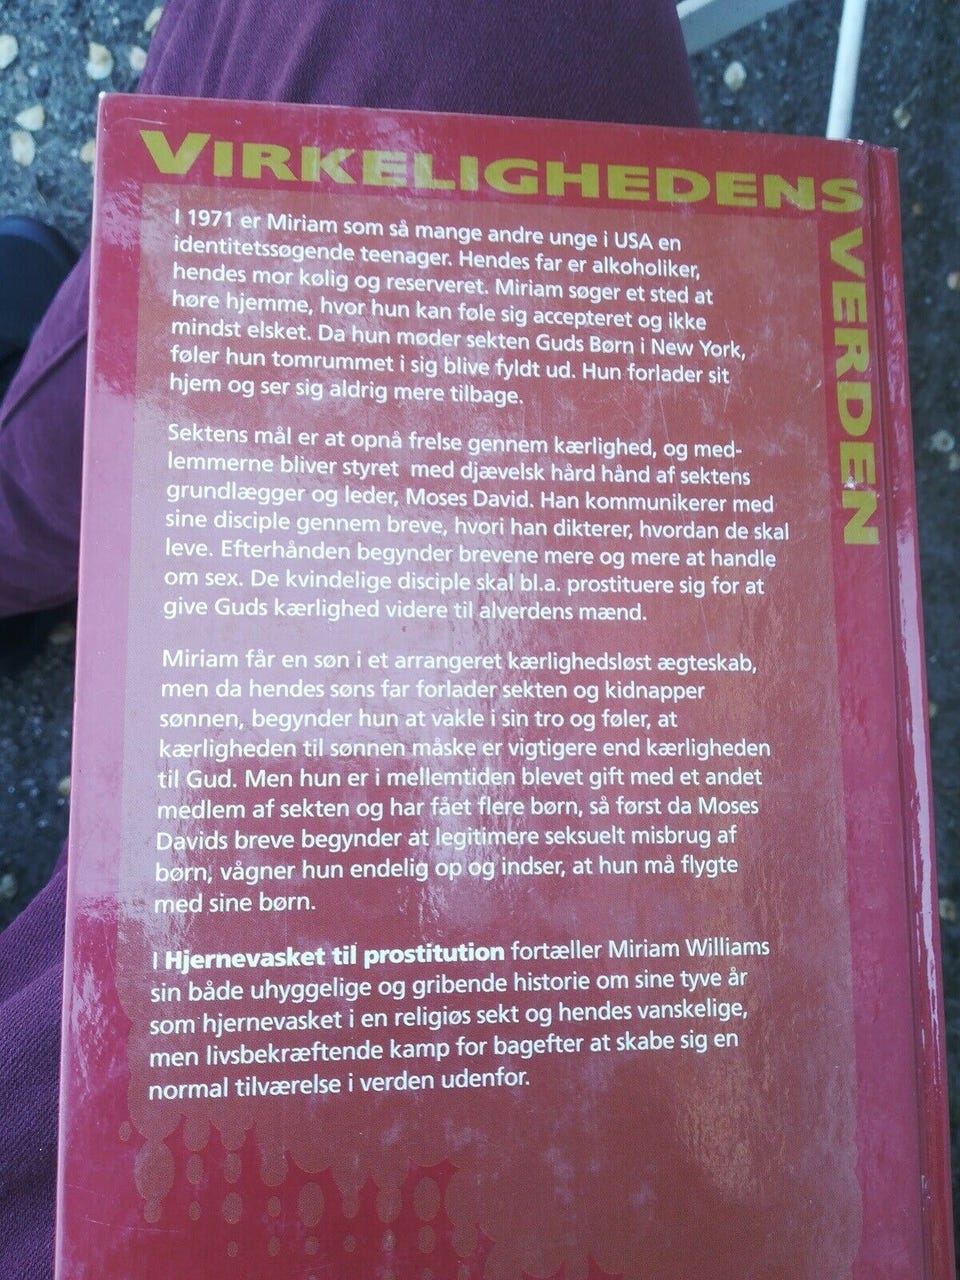 VIRKELIGHEDENS
VERDEN
I 1971 er Miriam som så mange andre unge i USA en
identitetssøgende teenager. Hendes far er alkoholiker,
hendes mor kølig og reserveret. Miriam søger et sted at
høre hjemme, hvor hun kan føle sig accepteret og ikke
mindst elsket. Da hun møder sekten Guds Børn i New York,
føler hun tomrummet i sig blive fyldt ud. Hun forlader sit
hjem og ser sig aldrig mere tilbage.
Sektens mål er at opnå frelse gennem kærlighed, og med-
lemmerne bliver styret med djævelsk hård hånd af sektens
grundlægger og leder, Moses David. Han kommunikerer med
sine disciple gennem breve, hvori han dikterer, hvordan de skal
leve. Efterhånden begynder brevene mere og mere at handle
om sex. De kvindelige disciple skal bl.a. prostituere sig for at
give Guds kærlighed videre til alverdens mænd.
Miriam får en søn i et arrangeret kærlighedsløst ægteskab,
men da hendes søns far forlader sekten og kidnapper
sønnen, begynder hun at vakle i sin tro og føler, at
kærligheden til sønnen måske er vigtigere end kærligheden
til Gud. Men hun er i mellemtiden blevet gift med et andet
medlem af sekten og har fået flere børn, så først da Moses
Davids breve begynder at legitimere seksuelt misbrug af
børn, vågner hun endelig op og indser, at hun må flygte
med sine børn.
I Hjernevasket til prostitution fortæller Miriam Williams
sin både uhyggelige og gribende historie om sine tyve år
som hjernevasket i en religiøs sekt og hendes vanskelige,
men livsbekræftende kamp for bagefter at skabe sig en
normal tilværelse i verden udenfor.